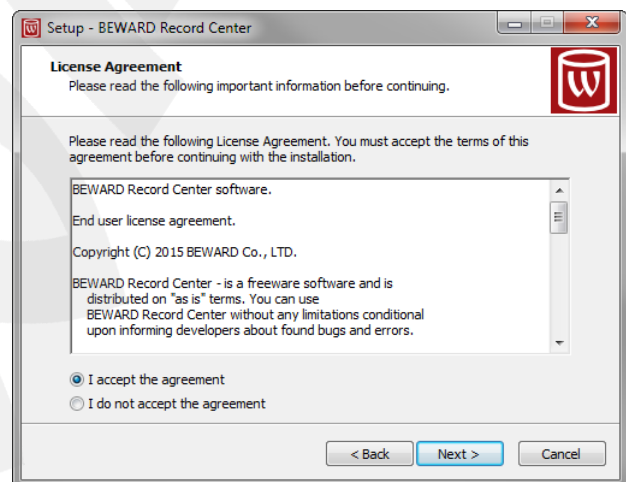 Setup - BEWARD Record Center
License Agreement
Please read the following important information before continuing.
Please read the following License Agreement. You must accept the terms of this
agreement before continuing with the installation.
BEWARD Record Center software.
End user license agreement.
Copyright (C) 2015 BEWARD Co., LTD.
BEWARD Record Center - is a freeware software and is
distributed on "as is" terms. You can use
BEWARD Record Center without any limitations conditional
upon informing developers about found bugs and errors.
I accept the agreement
I do not accept the agreement
< Back Next > Cancel